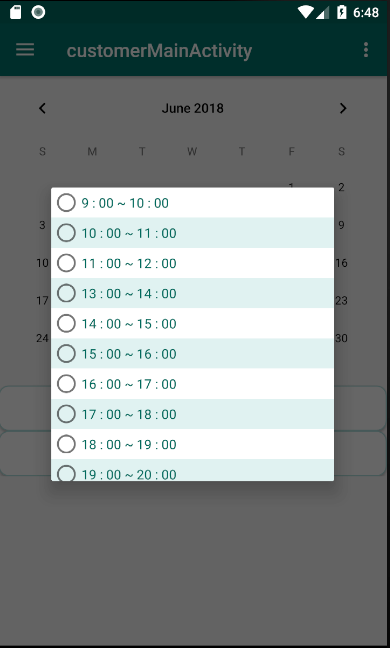 6:48
customerMainActivity
June 2018
S M T W T F S
1 2
3
9 : 00 ~ 10 : 00
10 : 00 ~ 11 : 00
9
10
11 : 00 ~ 12 : 00
16
13 : 00 ~ 14 : 00
17
23
14 : 00 ~ 15 : 00
24
30
15 : 00 ~ 16 : 00
16 : 00 ~ 17 : 00
17 : 00 ~ 18 : 00
18 : 00 ~ 19 : 00
19 : 00 ~ 20 : 00